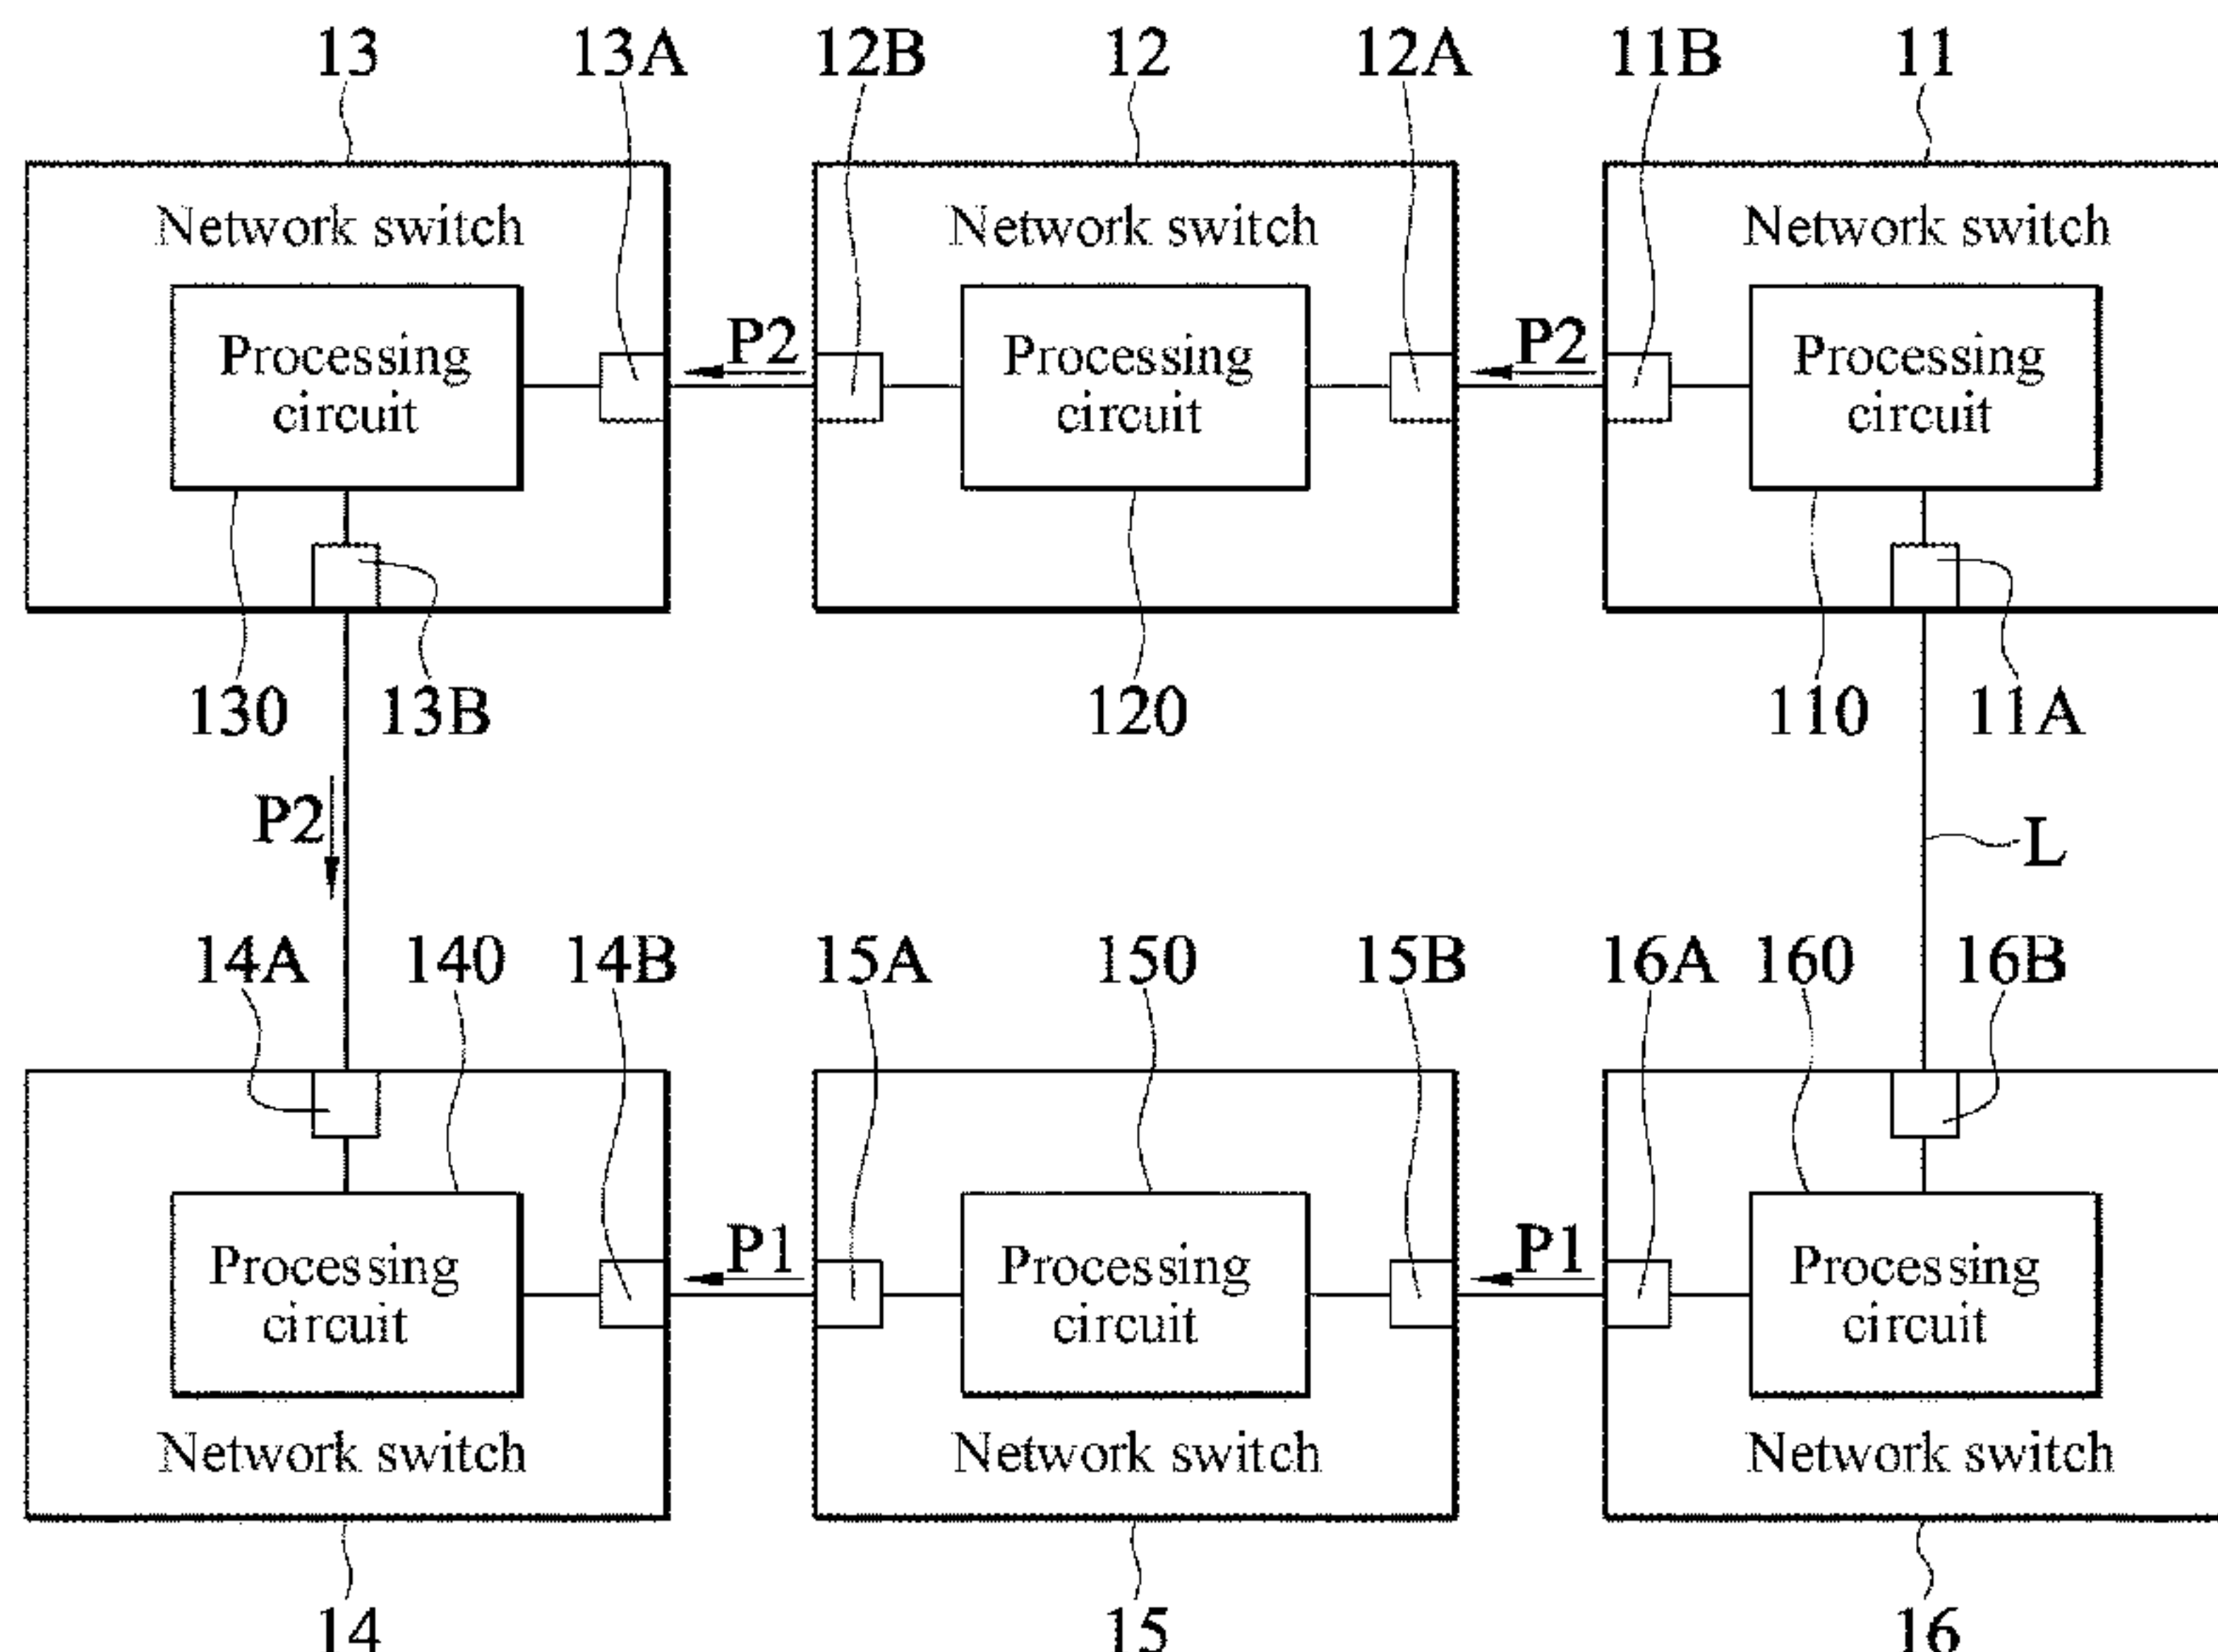 13 13A 12B 12 12A 11B 11
Network switch Network switch Network switch
Processing circuit P2 Processing circuit P2 Processing circuit
130 13B 120 110 11A
P2 L
14A 140 14B 15A 150 15B 16A 160 16B
Processing circuit P1 Processing circuit P1 Processing circuit
Network switch Network switch Network switch
14 15 16